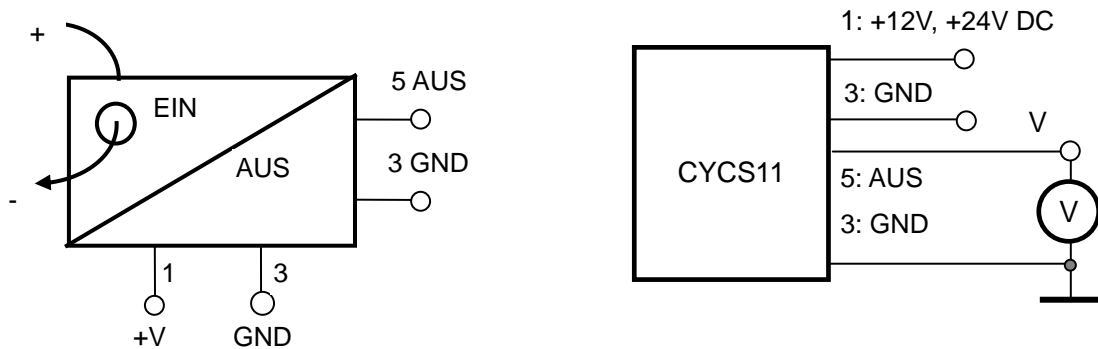 +
EIN
AUS
-
5 AUS
3 GND
1
3
+V
GND
1: +12V, +24V DC
3: GND
V
CYCS11
5: AUS
V
3: GND